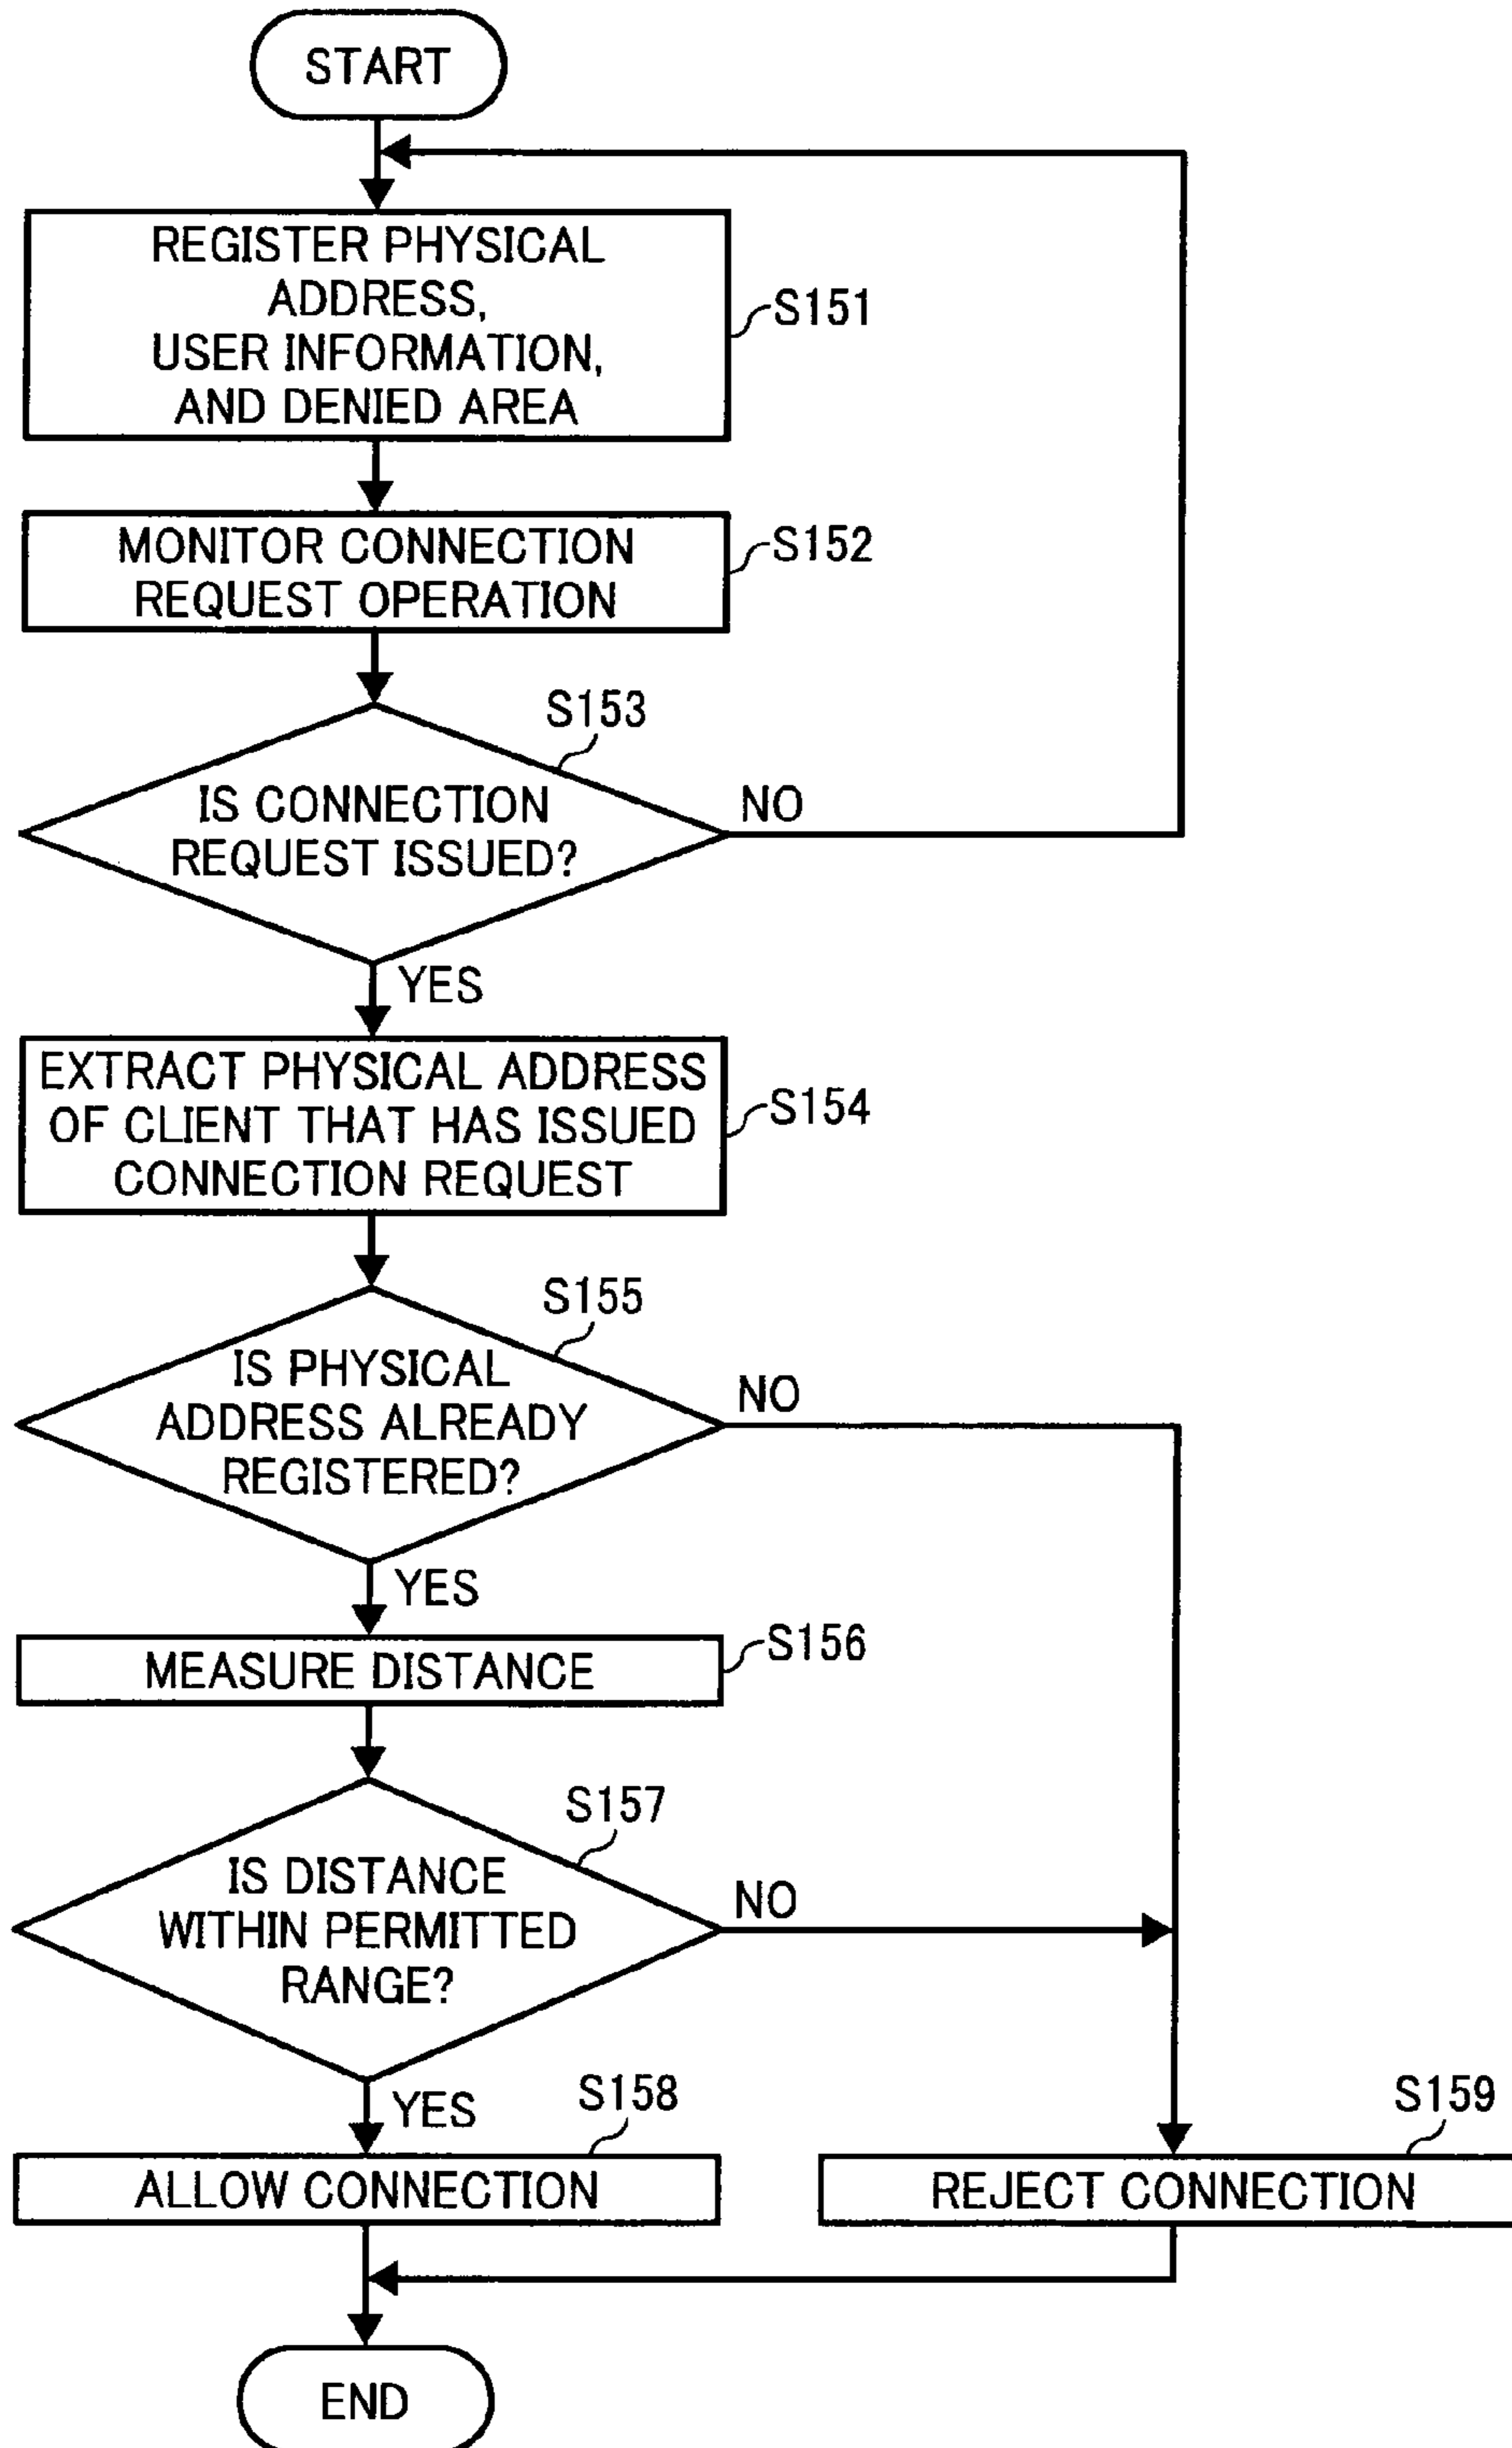 START
REGISTER PHYSICAL
ADDRESS,
USER INFORMATION,
AND DENIED AREA
S151
MONITOR CONNECTION
REQUEST OPERATION
S152
S153
IS CONNECTION
REQUEST ISSUED?
NO
YES
EXTRACT PHYSICAL ADDRESS
OF CLIENT THAT HAS ISSUED
CONNECTION REQUEST
S154
S155
IS PHYSICAL
ADDRESS ALREADY
REGISTERED?
NO
YES
MEASURE DISTANCE
S156
S157
IS DISTANCE
WITHIN PERMITTED
RANGE?
NO
YES
S158
ALLOW CONNECTION
S159
REJECT CONNECTION
END